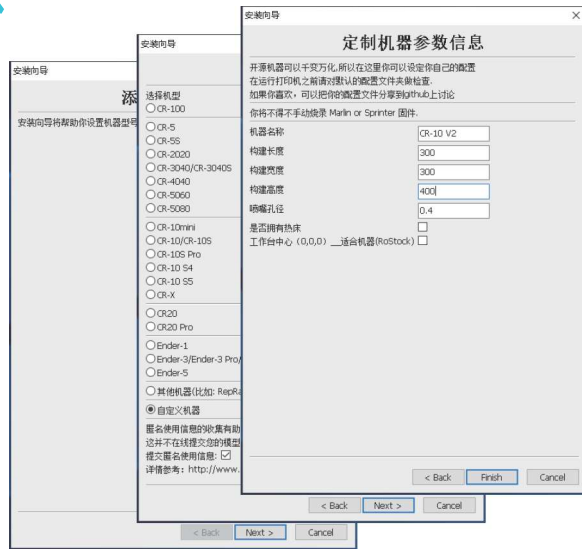 安装向导
添
安装向导将帮助你设置机器型号
< Back
Next >
Cancel
安装向导
选择机型
CR-100
CR-5
CR-5S
CR-2020
CR-3040/CR-3040S
CR-4040
CR-5060
CR-5080
CR-10mini
CR-10/CR-10S
CR-10S Pro
CR-10 S4
CR-10 S5
CR-X
CR20
CR20 Pro
Ender-1
Ender-3/Ender-3 Pro/
Ender-5
其他机器(比如: RepRa
自定义机器
匿名使用信息的收集有助
这并不在线提交您的模型
提交匿名使用信息:
详情参考: http://www.
< Back
Next >
Cancel
安装向导
定制机器参数信息
开源机器可以千变万化,所以在这里你可以设定你自己的配置
在运行打印机之前请对默认的配置文件夹做检查.
如果你喜欢，可以把你的配置文件分享到github上讨论
你将不得不手动烧录 Marlin or Sprinter 固件.
机器名称 CR-10 V2
构建长度 300
构建宽度 300
构建高度 400
喷嘴孔径 0.4
是否拥有热床
工作台中心（0,0,0）__适合机器(RoStock)
< Back
Finish
Cancel